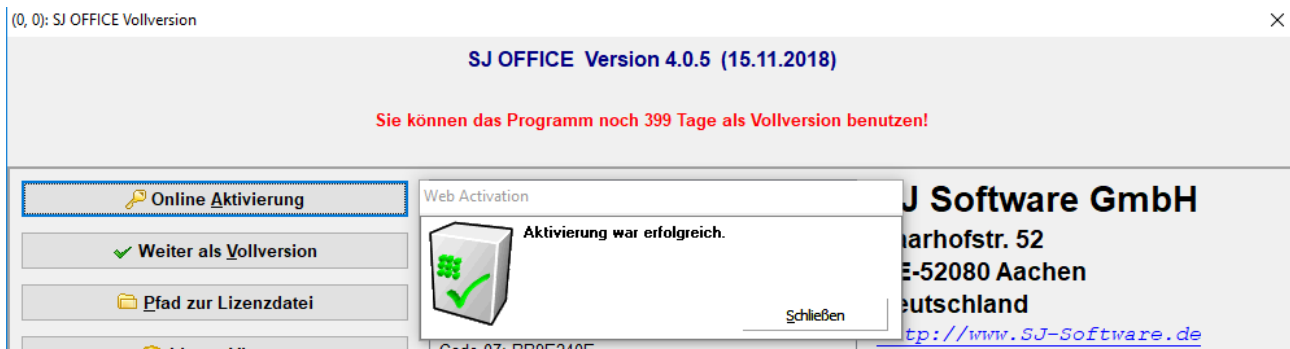 (0, 0): SJ OFFICE Vollversion
SJ OFFICE Version 4.0.5 (15.11.2018)
Sie können das Programm noch 399 Tage als Vollversion benutzen!
Online Aktivierung
Weiter als Vollversion
Pfad zur Lizenzdatei
Web Activation
Aktivierung war erfolgreich.
Schließen
J Software GmbH
arhofstr. 52
E-52080 Aachen
eutschland
tp://www.SJ-Software.de